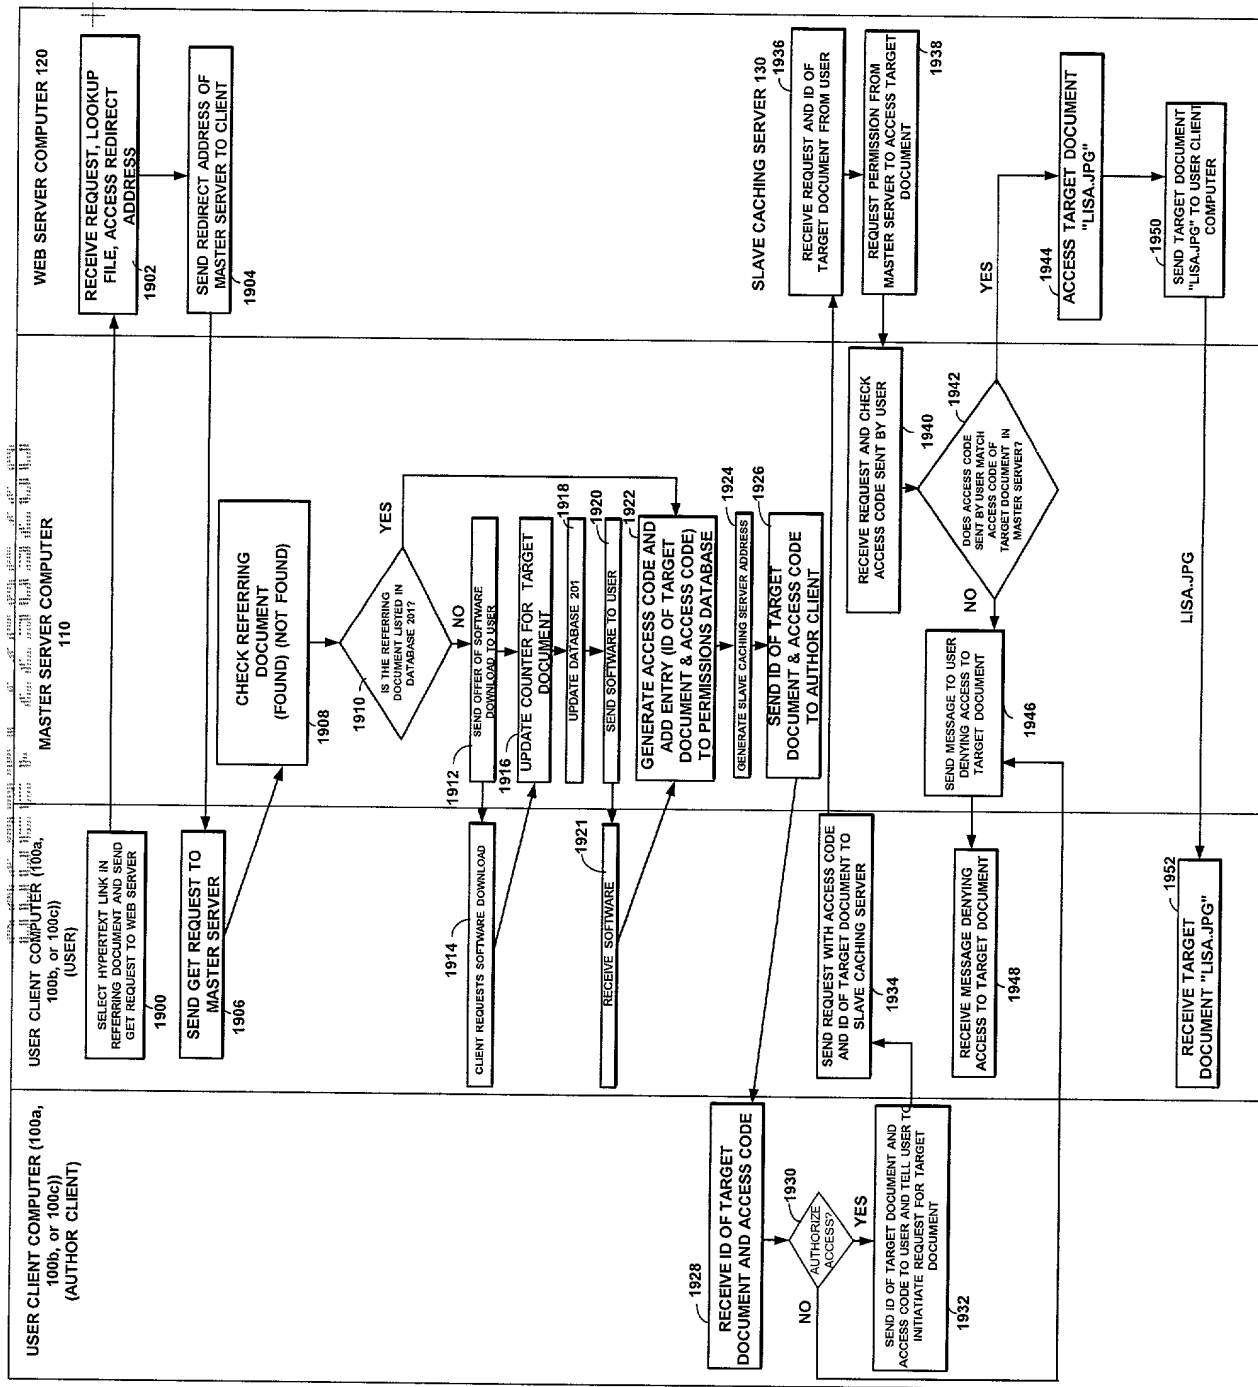 USER CLIENT COMPUTER (100a,
100b, or 100c))
(AUTHOR CLIENT)
1928
RECEIVE ID OF TARGET
DOCUMENT AND ACCESS CODE
1930
AUTHORIZE
ACCESS?
NO
YES
SEND ID OF TARGET DOCUMENT AND
ACCESS CODE TO USER AND TELL USER TO
INITIATIATE REQUEST FOR TARGET
DOCUMENT
1932
USER CLIENT COMPUTER (100a,
100b, or 100c))
(USER)
SELECT HYPERTEXT LINK IN
REFERRING DOCUMENT AND SEND
GET REQUEST TO WEB SERVER
1900
SEND GET REQUEST TO
MASTER SERVER
1906
1914
CLIENT REQUESTS SOFTWARE DOWNLOAD
RECEIVE SOFTWARE
1921
SEND REQUEST WITH ACCESS CODE
AND ID OF TARGET DOCUMENT TO
SLAVE CACHING SERVER
1934
RECEIVE MESSAGE DENYING
ACCESS TO TARGET DOCUMENT
1948
1952
RECEIVE TARGET
DOCUMENT "LISA.JPG"
MASTER SERVER COMPUTER
110
CHECK REFERRING
DOCUMENT
(FOUND) (NOT FOUND)
1908
1910
IS THE REFERRING
DOCUMENT LISTED IN
DATABASE 201?
YES
NO
1912
SEND OFFER OF SOFTWARE
DOWNLOAD TO USER
1916
UPDATE COUNTER FOR TARGET
DOCUMENT
1918
UPDATE DATABASE 201
1920
SEND SOFTWARE TO USER
1922
GENERATE ACCESS CODE AND
ADD ENTRY (ID OF TARGET
DOCUMENT & ACCESS CODE)
TO PERMISSIONS DATABASE
1924
GENERATE SLAVE CACHING SERVER ADDRESS
1926
SEND ID OF TARGET
DOCUMENT & ACCESS CODE
TO AUTHOR CLIENT
RECEIVE REQUEST AND CHECK
ACCESS CODE SENT BY USER
1940
1942
DOES ACCESS CODE
SENT BY USER MATCH
ACCESS CODE OF
TARGET DOCUMENT IN
MASTER SERVER?
NO
YES
SEND MESSAGE TO USER
DENYING ACCESS TO
TARGET DOCUMENT
1946
LISA.JPG
WEB SERVER COMPUTER 120
RECEIVE REQUEST, LOOKUP
FILE, ACCESS REDIRECT
ADDRESS
1902
SEND REDIRECT ADDRESS OF
MASTER SERVER TO CLIENT
1904
SLAVE CACHING SERVER 130
1936
RECEIVE REQUEST AND ID OF
TARGET DOCUMENT FROM USER
REQUEST PERMISSION FROM
MASTER SERVER TO ACCESS TARGET
DOCUMENT
1938
1944
ACCESS TARGET DOCUMENT
"LISA.JPG"
1950
SEND TARGET DOCUMENT
"LISA.JPG" TO USER CLIENT
COMPUTER